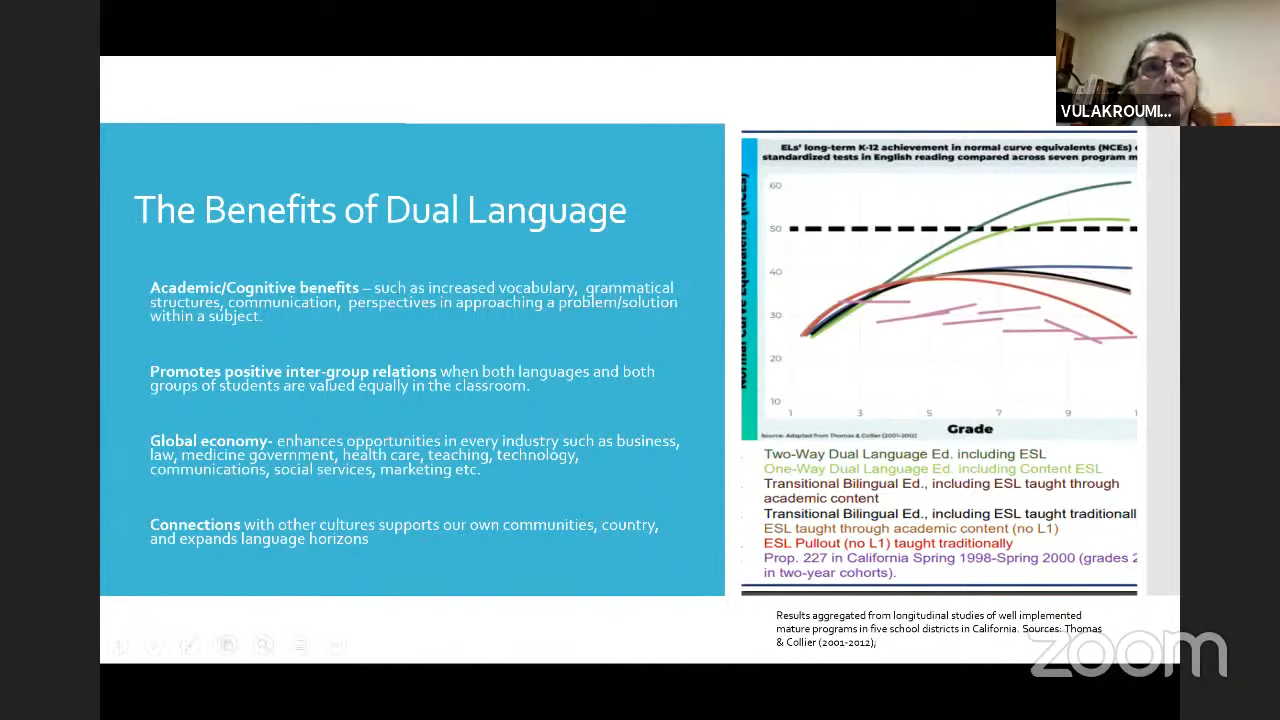 VULAKROUMI...
The Benefits of Dual Language
Academic/Cognitive benefits – such as increased vocabulary, grammatical
structures, communication, perspectives in approaching a problem/solution
within a subject.
Promotes positive inter-group relations when both languages and both
groups of students are valued equally in the classroom.
Global economy- enhances opportunities in every industry such as business,
law, medicine government, health care, teaching, technology,
communications, social services, marketing etc.
Connections with other cultures supports our own communities, country,
and expands language horizons
ELs' long-term K-12 achievement in normal curve equivalents (NCEs)
standardized tests in English reading compared across seven program
Normal Curve Equivalents (NCEs)
60
50
40
30
20
10
1 3 5 7 9 1
Grade
Source- Adapted from Thomas & Collier (2001-2012)
Two-Way Dual Language Ed. including ESL
One-Way Dual Language Ed. including Content ESL
Transitional Bilingual Ed., including ESL taught through
academic content
Transitional Bilingual Ed., including ESL taught traditionall
ESL taught through academic content (no L1)
ESL Pullout (no L1) taught traditionally
Prop. 227 in California Spring 1998-Spring 2000 (grades 2
in two-year cohorts).
Results aggregated from longitudinal studies of well implemented
mature programs in five school districts in California. Sources: Thomas
& Collier (2001-2012);
zoom